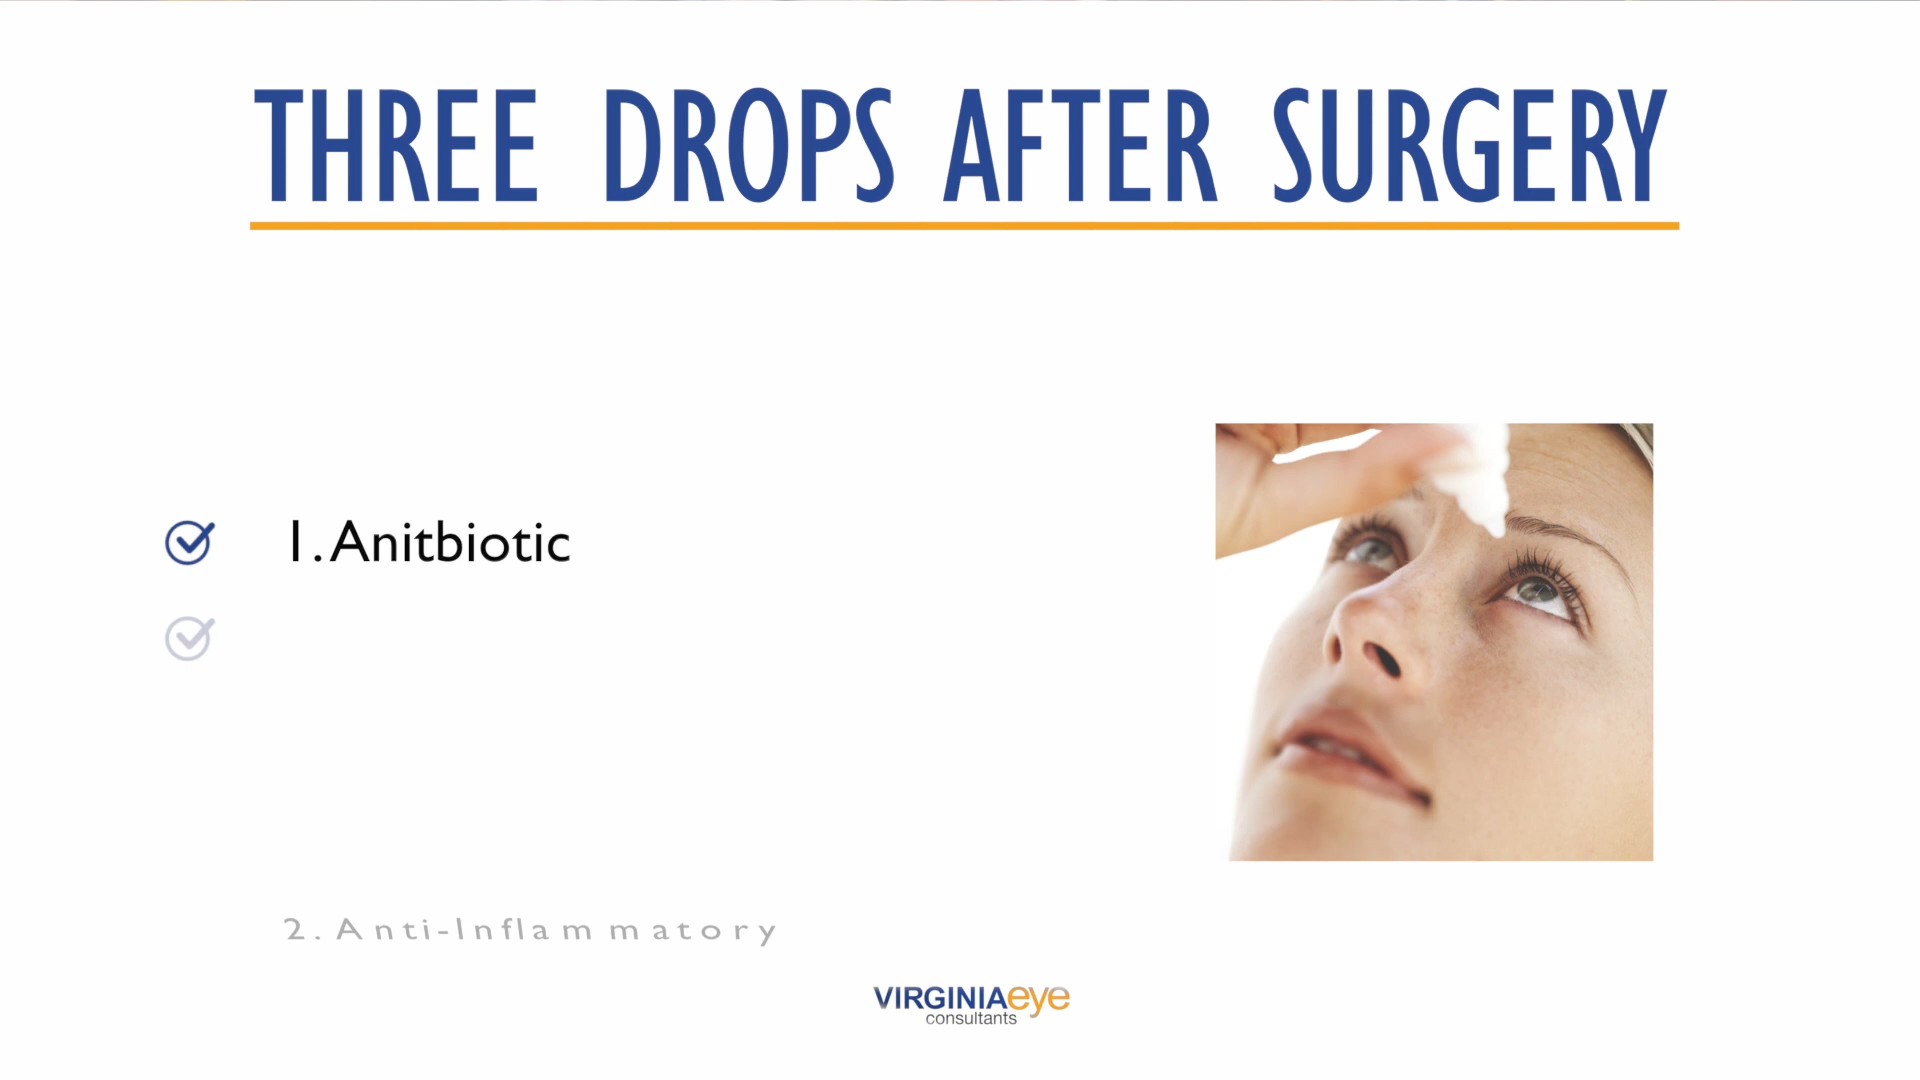 THREE DROPS AFTER SURGERY
1. Anitbiotic
2. Anti-Inflammatory
VIRGINIAeye
consultants